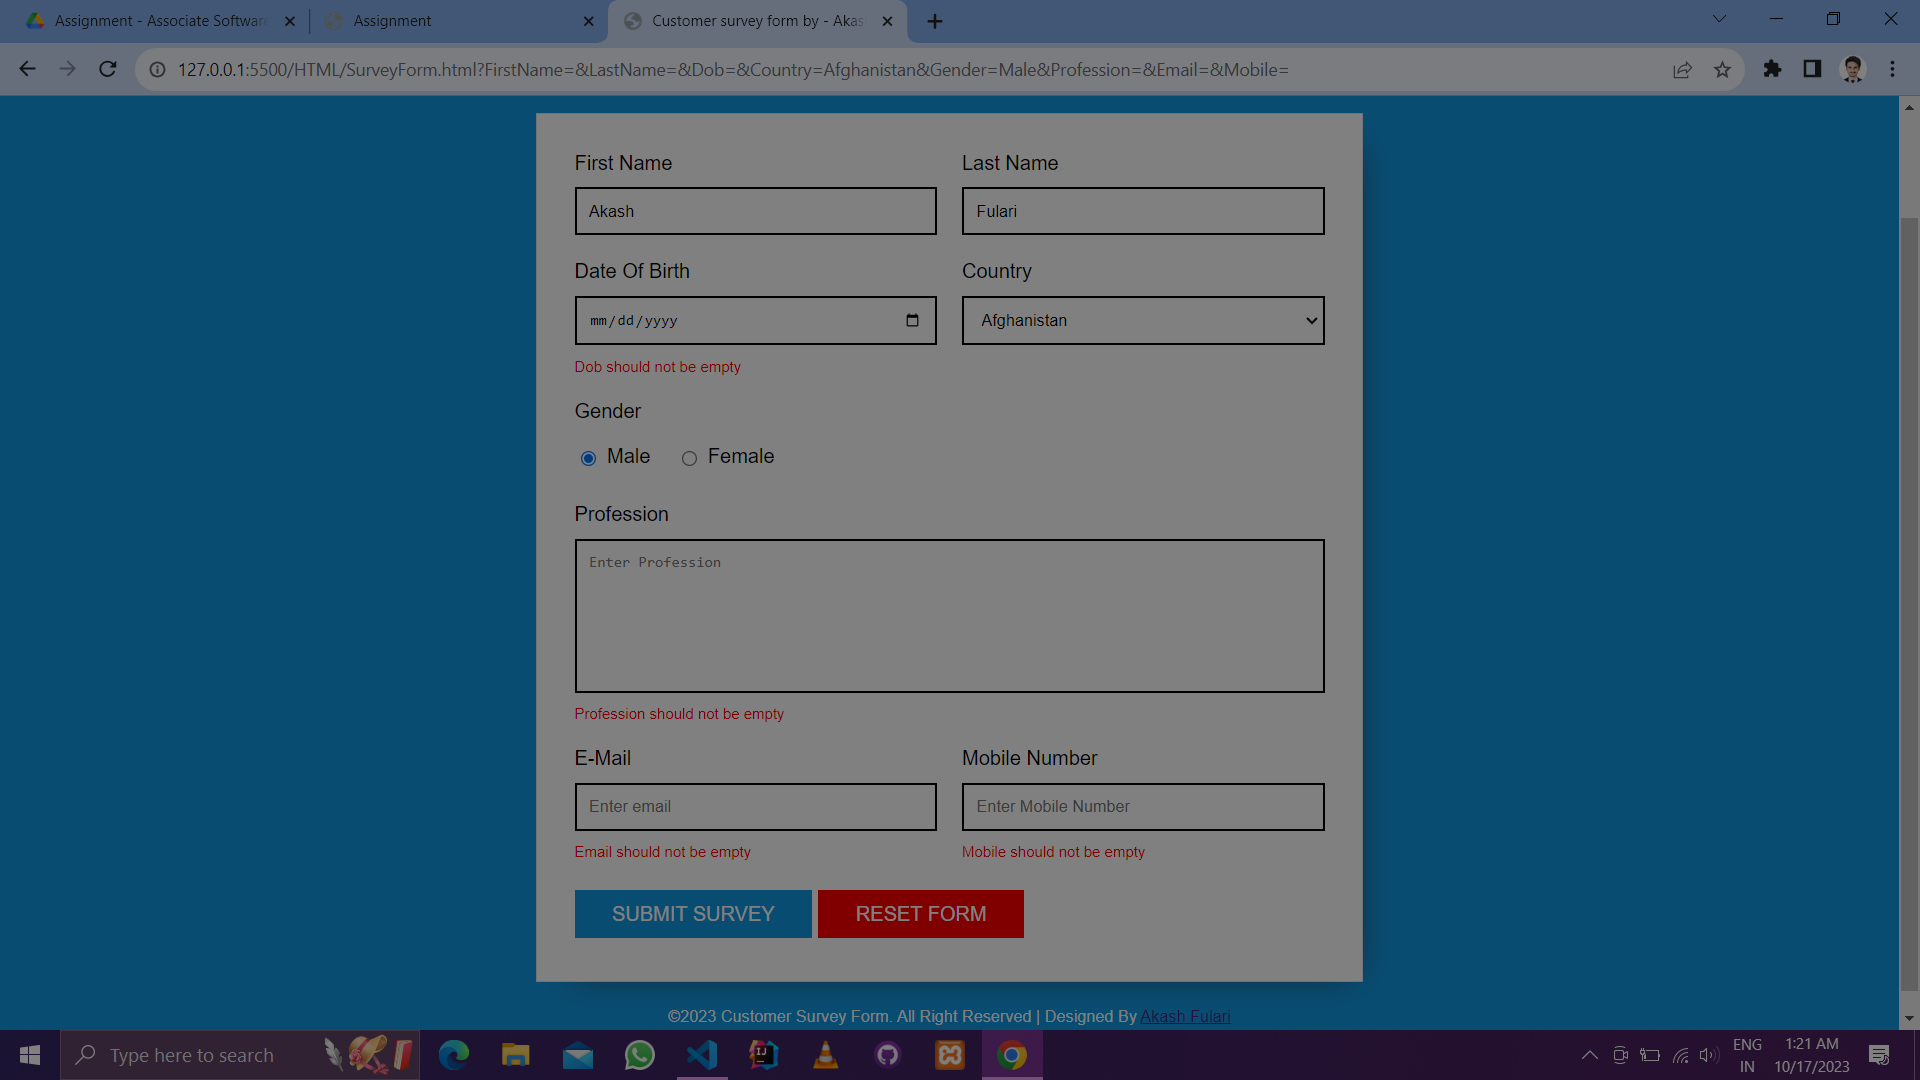 Assignment - Associate Softwar
Assignment
Customer survey form by - Akas
127.0.0.1:5500/HTML/SurveyForm.html?FirstName=&LastName=&Dob=&Country=Afghanistan&Gender=Male&Profession=&Email=&Mobile=
First Name
Last Name
Akash
Fulari
Date Of Birth
Country
mm/dd/yyyy
Afghanistan
Dob should not be empty
Gender
Male
Female
Profession
Enter Profession
Profession should not be empty
E-Mail
Mobile Number
Enter email
Enter Mobile Number
Email should not be empty
Mobile should not be empty
SUBMIT SURVEY
RESET FORM
©2023 Customer Survey Form. All Right Reserved | Designed By Akash Fulari
Type here to search
ENG
IN
1:21 AM
10/17/2023